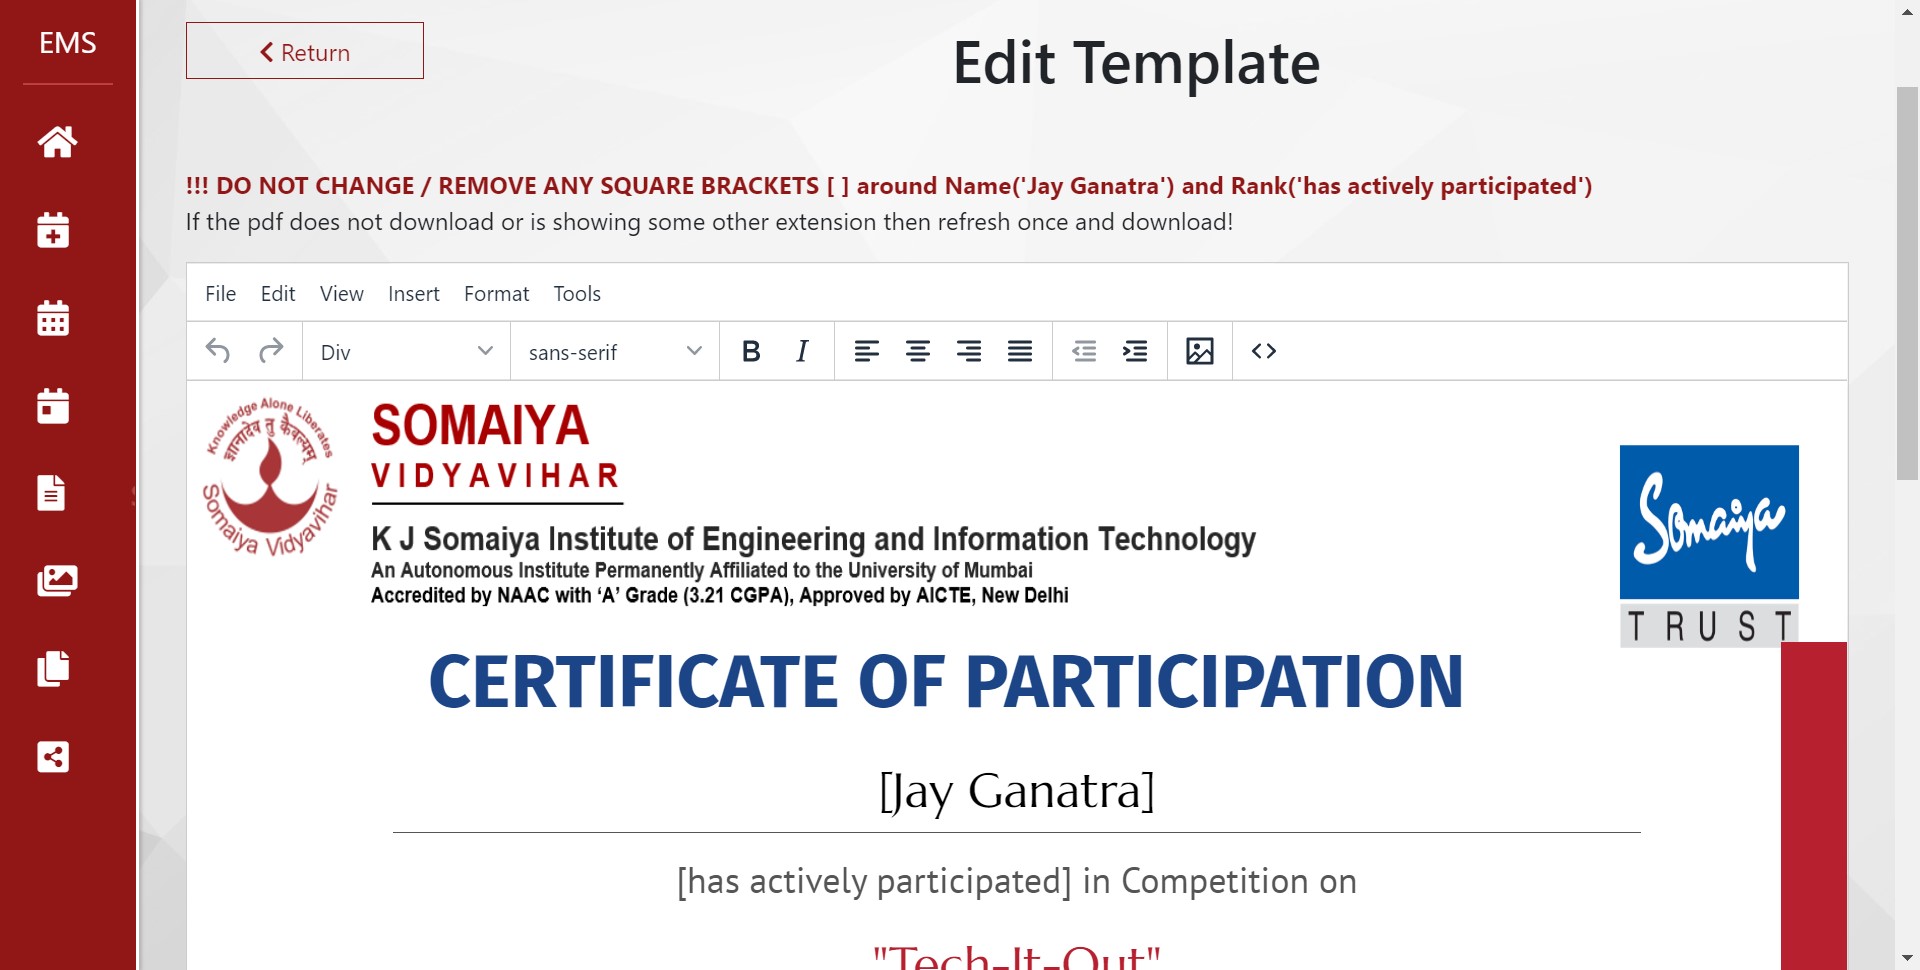 EMS
Return
Edit Template
!!! DO NOT CHANGE / REMOVE ANY SQUARE BRACKETS [ ] around Name('Jay Ganatra') and Rank('has actively participated')
If the pdf does not download or is showing some other extension then refresh once and download!
File Edit View Insert Format Tools
Div sans-serif B I
Knowledge Alone Liberates
ज्ञानादेव तु कैवल्यम्
Somaiya Vidyavihar
SOMAIYA
VIDYAVIHAR
K J Somaiya Institute of Engineering and Information Technology
An Autonomous Institute Permanently Affiliated to the University of Mumbai
Accredited by NAAC with ‘A’ Grade (3.21 CGPA), Approved by AICTE, New Delhi
Somaiya
TRUST
CERTIFICATE OF PARTICIPATION
[Jay Ganatra]
[has actively participated] in Competition on
"Tech-It-Out"